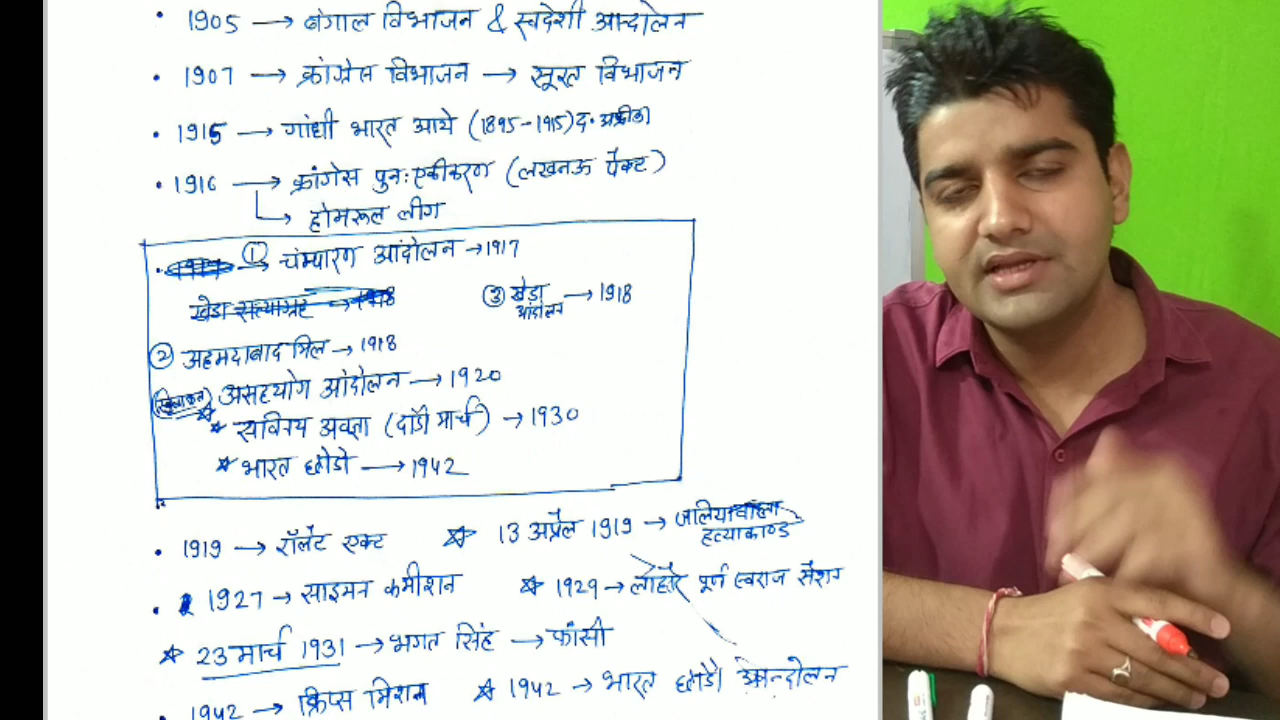 • 1905 → बंगाल विभाजन & स्वदेशी आन्दोलन
• 1907 → कांग्रेस विभाजन → सूरत विभाजन
• 1915 → गांधी भारत आये (1895-1915) द. अफ्रीका
• 1916 → कांग्रेस पुनःएकीकरण (लखनऊ पैक्ट)
↳ होमरूल लीग
• ① → चंम्पारण आंदोलन → 1917
खेडा सत्याग्रह → 1918 ③ खेडा आंदोलन → 1918
② अहमदाबाद मिल → 1918
असहयोग आंदोलन → 1920
* सविनय अवज्ञा (दांडी मार्च) → 1930
* भारत छोडो → 1942
• 1919 → रॉलेट एक्ट * 13 अप्रैल 1919 → जालियावाला हत्याकाण्ड
• 1927 → साइमन कमीशन * 1929 → लाहौर पूर्ण स्वराज सेशन
* 23 मार्च 1931 → भगत सिंह → फांसी
• 1942 → क्रिप्स मिशन * 1942 → भारत छोडो आन्दोलन